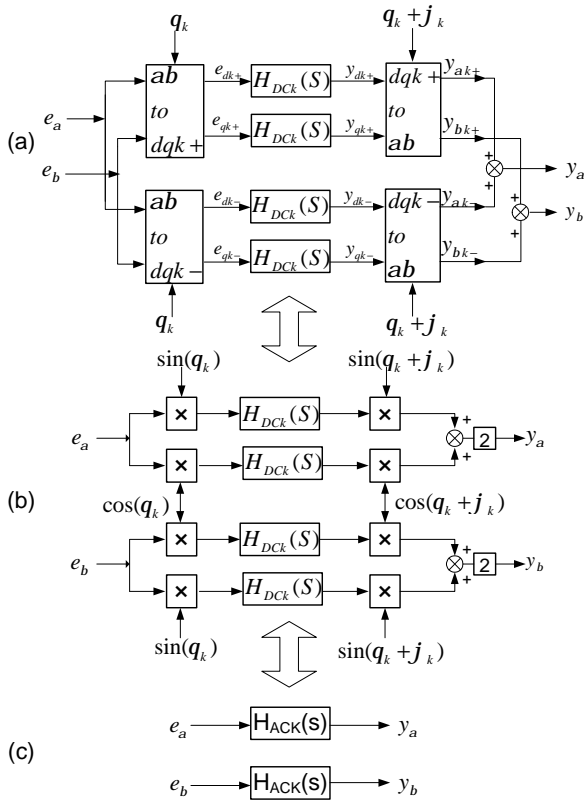 q_k q_k + j_k
ab e_dk+ H_DCk(S) y_dk+ dqk + y_ak+
e_a to to
dqk + e_qk+ H_DCk(S) y_qk+ ab y_bk+
(a)
+ + y_a
e_b
ab e_dk− H_DCk(S) y_dk− dqk − y_ak− + + y_b
to to
dqk − e_qk− H_DCk(S) y_qk− ab y_bk− +
q_k q_k + j_k
sin(q_k) sin(q_k + j_k)
× H_DCk(S) × +
e_a 2 y_a
× H_DCk(S) × +
(b) cos(q_k) cos(q_k + j_k)
× H_DCk(S) × +
e_b 2 y_b
× H_DCk(S) × +
sin(q_k) sin(q_k + j_k)
e_a H_ACK(s) y_a
(c)
e_b H_ACK(s) y_b